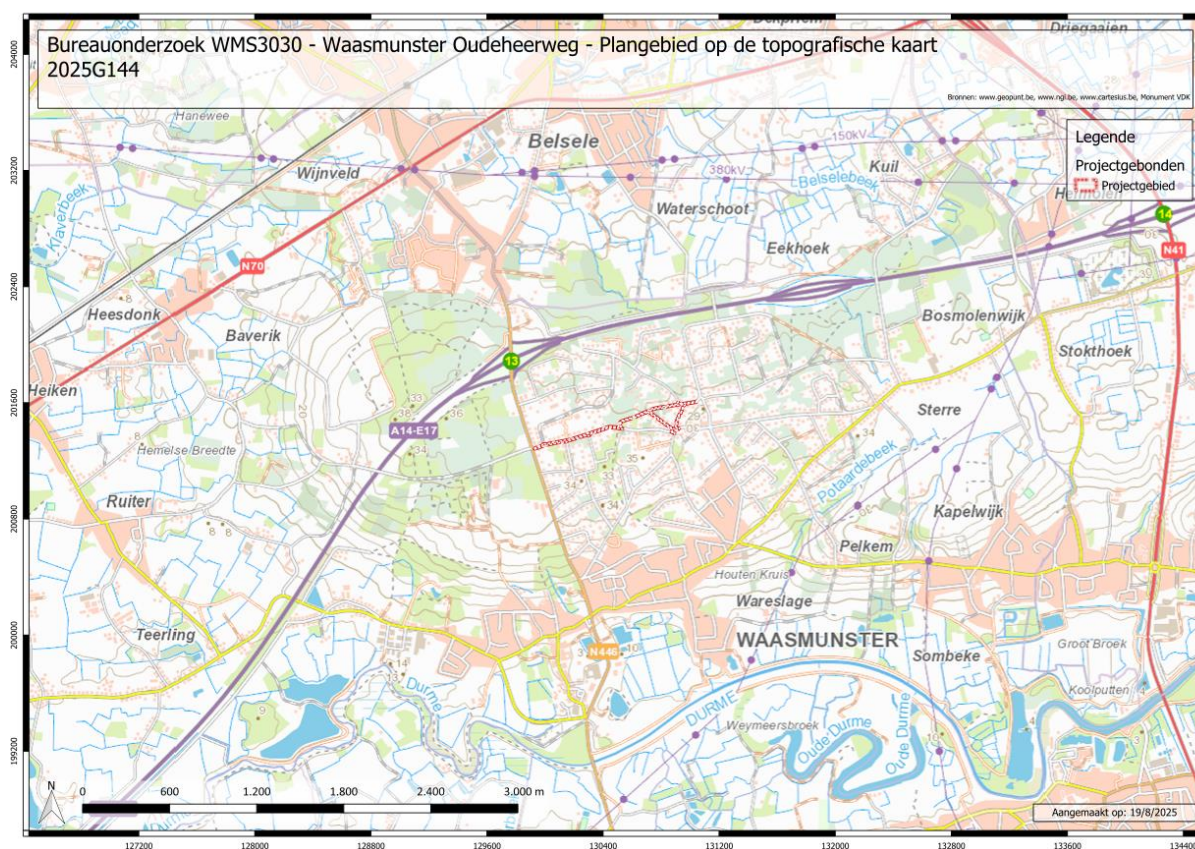 Bureauonderzoek WMS3030 - Waasmunster Oudeheerweg - Plangebied op de topografische kaart
2025G144
Bronnen: www.geopunt.be, www.ngi.be, www.cartesius.be, Monument VDK
Legende
Projectgebonden
Projectgebied
Driegaaien
Hanewee
Belsele
150kV
Kuil
Wijnveld
380kV
Belselebeek
Klaverbeek
Waterschoot
14
Eekhoek
N41
N70
Heesdonk
Baverik
Bosmolenwijk
Stokthoek
13
Heiken
Sterre
A14-E17
Hemelse Breedte
Potaardebeek
Ruiter
Kapelwijk
Pelkem
Houten Kruis
Wareslage
Teerling
WAASMUNSTER
Groot Broek
N446
Sombeke
Koolputten
Durme
DURME
Weymeersbroek
Oude Durme
Oude Durme
N
0 600 1.200 1.800 2.400 3.000 m
Aangemaakt op: 19/8/2025
127200 128000 128800 129600 130400 131200 132000 132800 133600 134400
204000
203200
202400
201600
200800
200000
199200